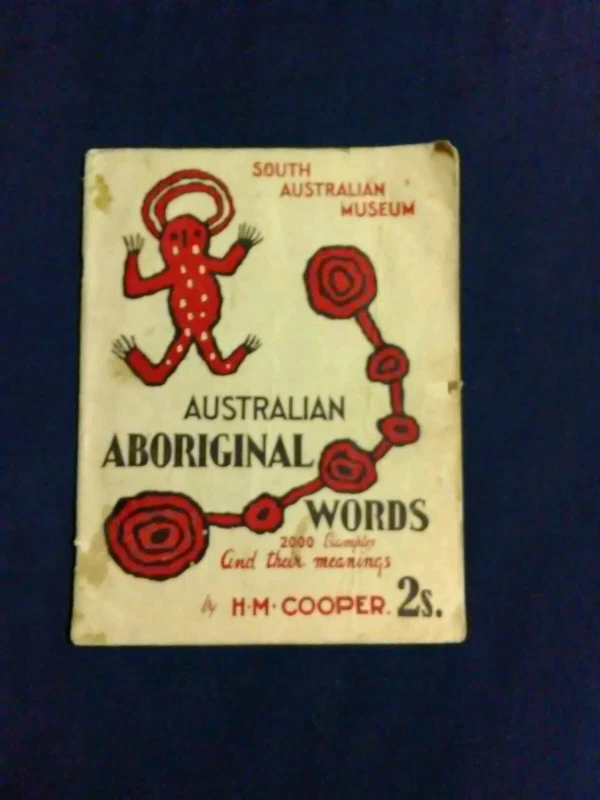 SOUTH
AUSTRALIAN
MUSEUM
AUSTRALIAN
ABORIGINAL
WORDS
2000 Examples
And their meanings
by H·M·COOPER. 2s.